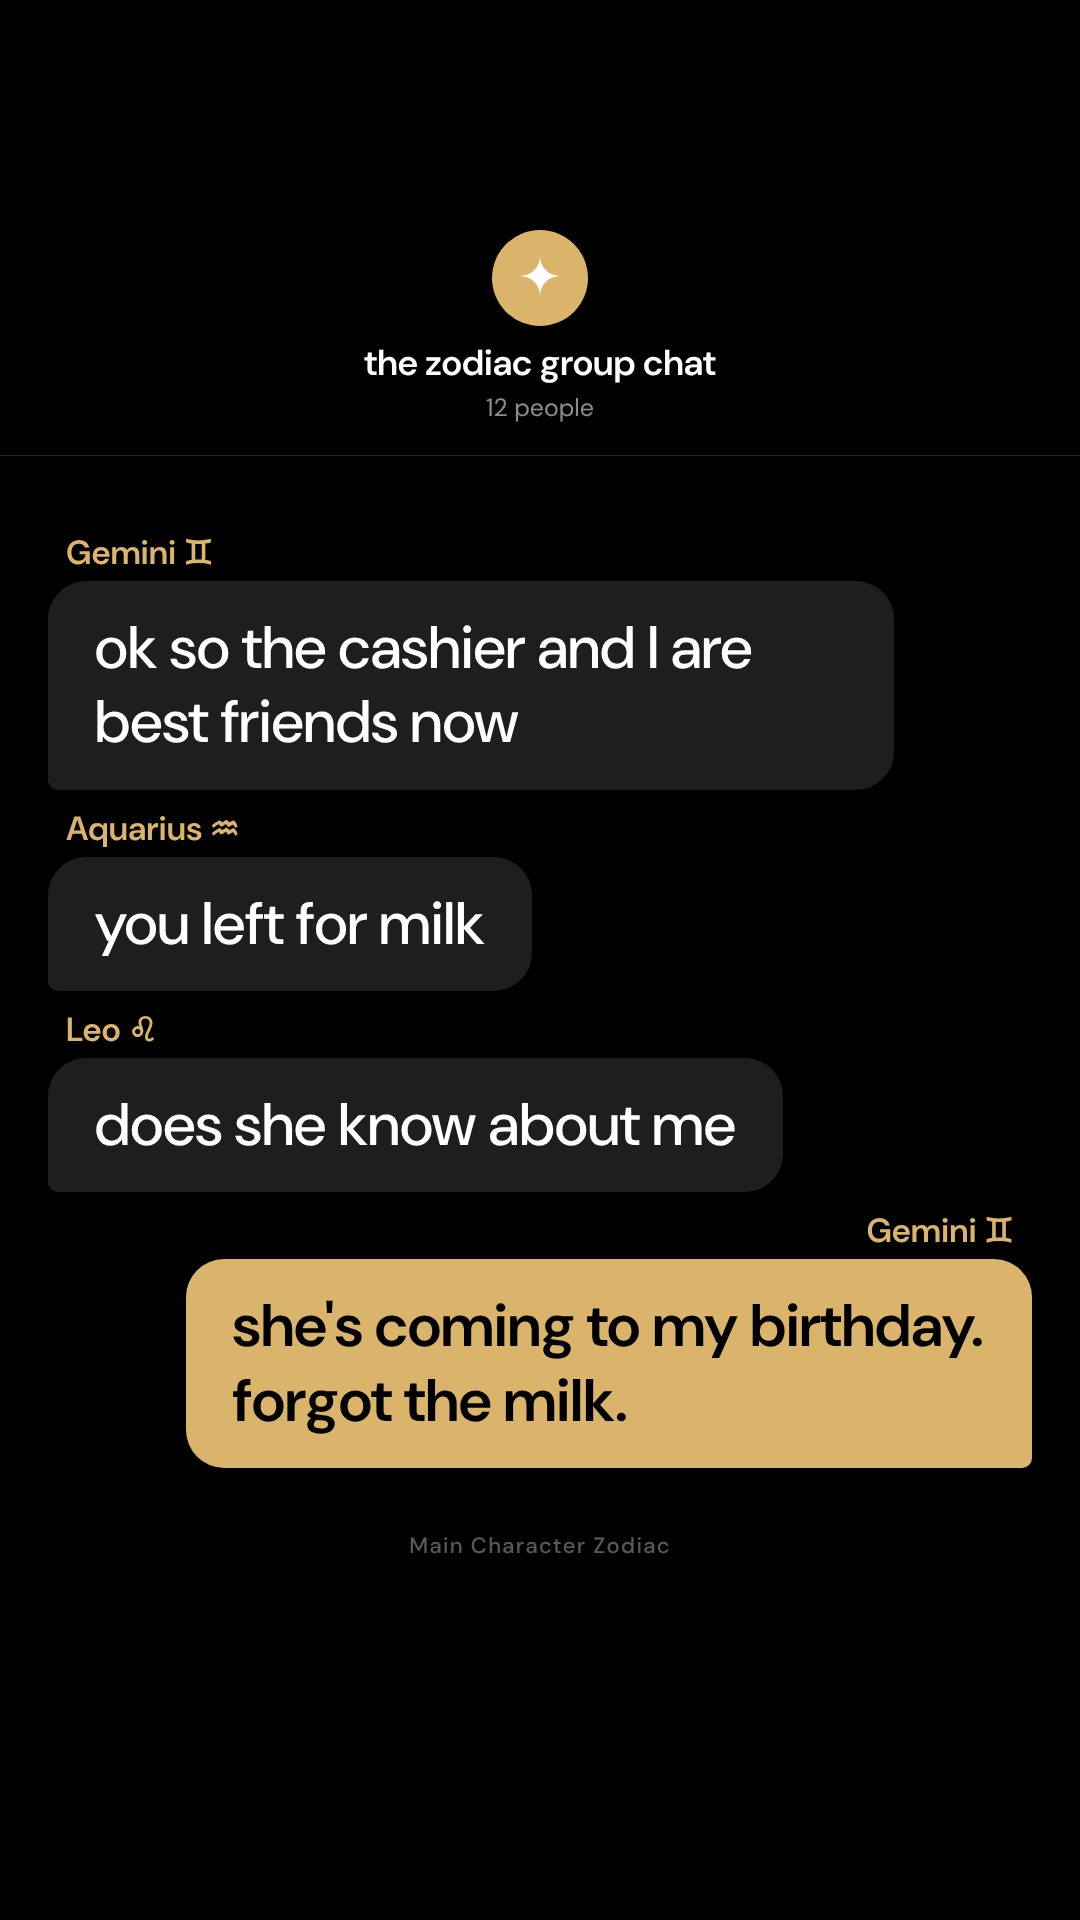 the zodiac group chat
12 people
Gemini ♊︎
ok so the cashier and I are
best friends now
Aquarius ♒︎
you left for milk
Leo ♌︎
does she know about me
Gemini ♊︎
she's coming to my birthday.
forgot the milk.
Main Character Zodiac